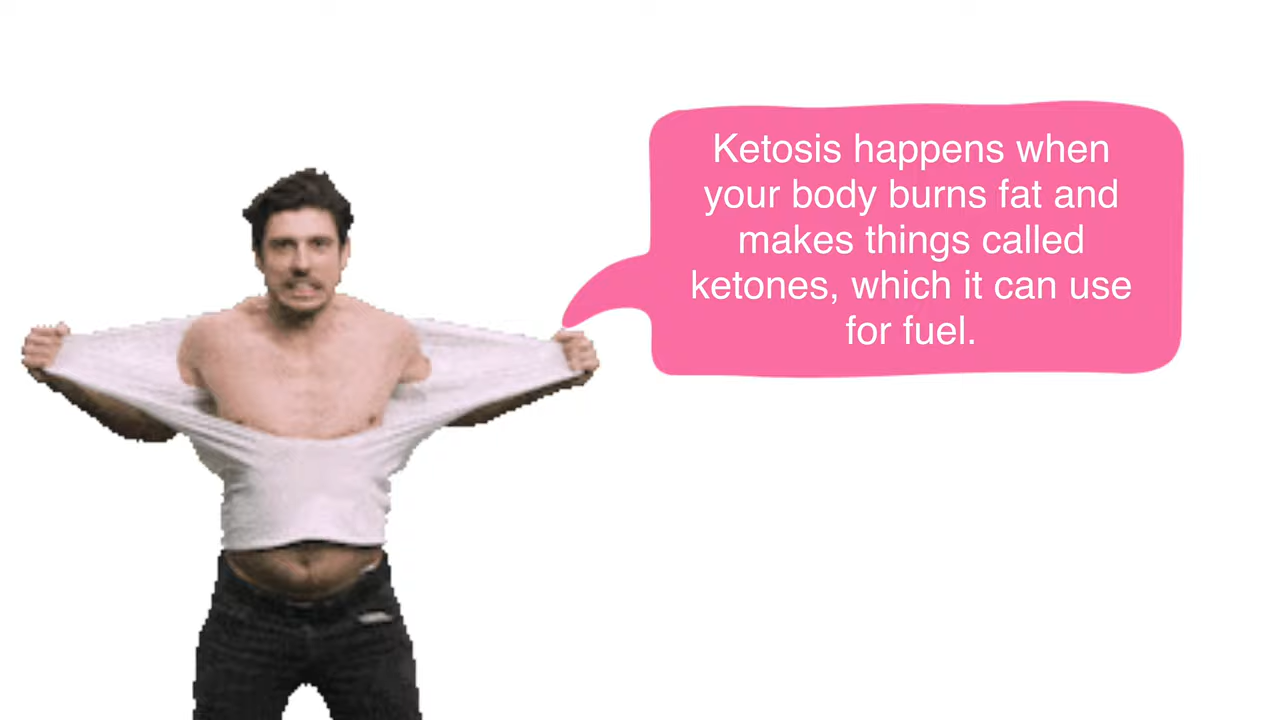 Ketosis happens when
your body burns fat and
makes things called
ketones, which it can use
for fuel.